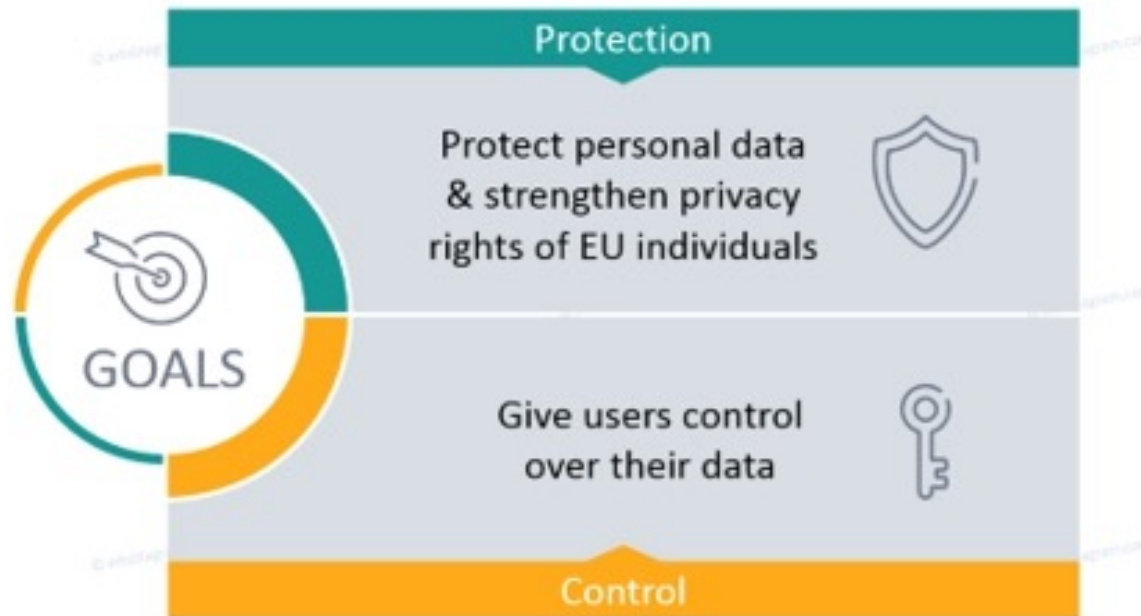 Protection
Protect personal data
& strengthen privacy
rights of EU individuals
GOALS
Give users control
over their data
Control